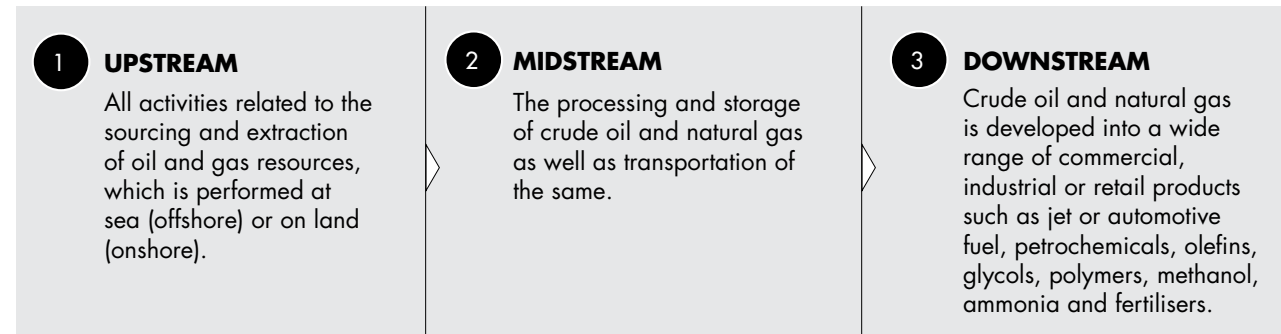 1
UPSTREAM
All activities related to the
sourcing and extraction
of oil and gas resources,
which is performed at
sea (offshore) or on land
(onshore).
2
MIDSTREAM
The processing and storage
of crude oil and natural gas
as well as transportation of
the same.
3
DOWNSTREAM
Crude oil and natural gas
is developed into a wide
range of commercial,
industrial or retail products
such as jet or automotive
fuel, petrochemicals, olefins,
glycols, polymers, methanol,
ammonia and fertilisers.